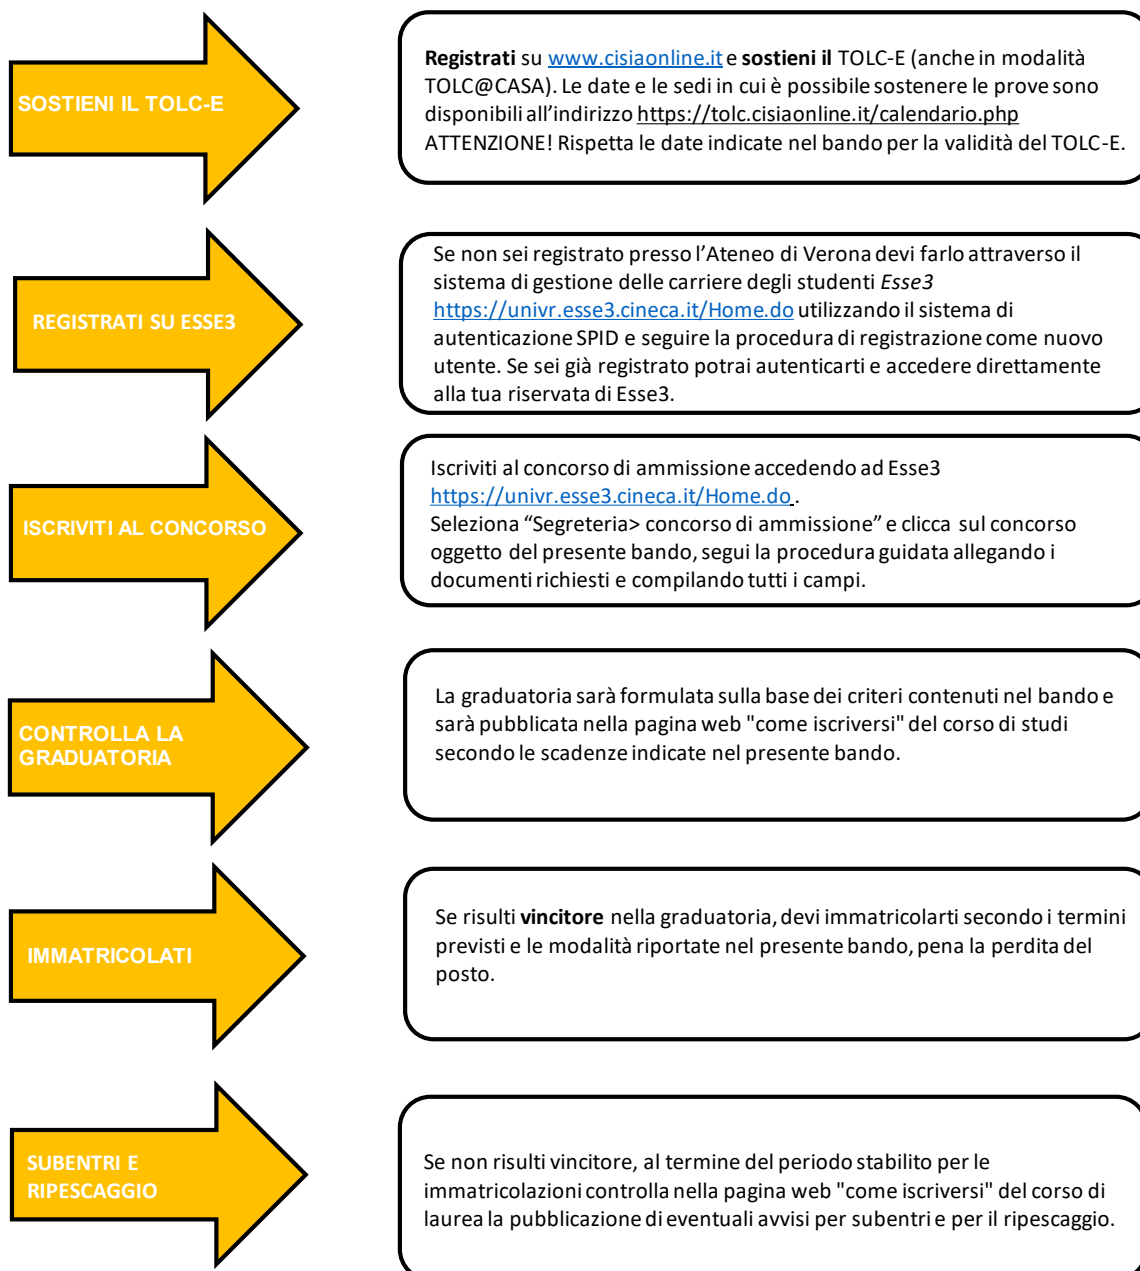 SOSTIENI IL TOLC-E
Registrati su www.cisiaonline.it e sostieni il TOLC-E (anche in modalità
TOLC@CASA). Le date e le sedi in cui è possibile sostenere le prove sono
disponibili all'indirizzo https://tolc.cisiaonline.it/calendario.php
ATTENZIONE! Rispetta le date indicate nel bando per la validità del TOLC-E.
REGISTRATI SU ESSE3
Se non sei registrato presso l'Ateneo di Verona devi farlo attraverso il
sistema di gestione delle carriere degli studenti Esse3
https://univr.esse3.cineca.it/Home.do utilizzando il sistema di
autenticazione SPID e seguire la procedura di registrazione come nuovo
utente. Se sei già registrato potrai autenticarti e accedere direttamente
alla tua riservata di Esse3.
ISCRIVITI AL CONCORSO
Iscriviti al concorso di ammissione accedendo ad Esse3
https://univr.esse3.cineca.it/Home.do .
Seleziona “Segreteria> concorso di ammissione” e clicca sul concorso
oggetto del presente bando, segui la procedura guidata allegando i
documenti richiesti e compilando tutti i campi.
CONTROLLA LA
GRADUATORIA
La graduatoria sarà formulata sulla base dei criteri contenuti nel bando e
sarà pubblicata nella pagina web "come iscriversi" del corso di studi
secondo le scadenze indicate nel presente bando.
IMMATRICOLATI
Se risulti vincitore nella graduatoria, devi immatricolarti secondo i termini
previsti e le modalità riportate nel presente bando, pena la perdita del
posto.
SUBENTRI E
RIPESCAGGIO
Se non risulti vincitore, al termine del periodo stabilito per le
immatricolazioni controlla nella pagina web "come iscriversi" del corso di
laurea la pubblicazione di eventuali avvisi per subentri e per il ripescaggio.